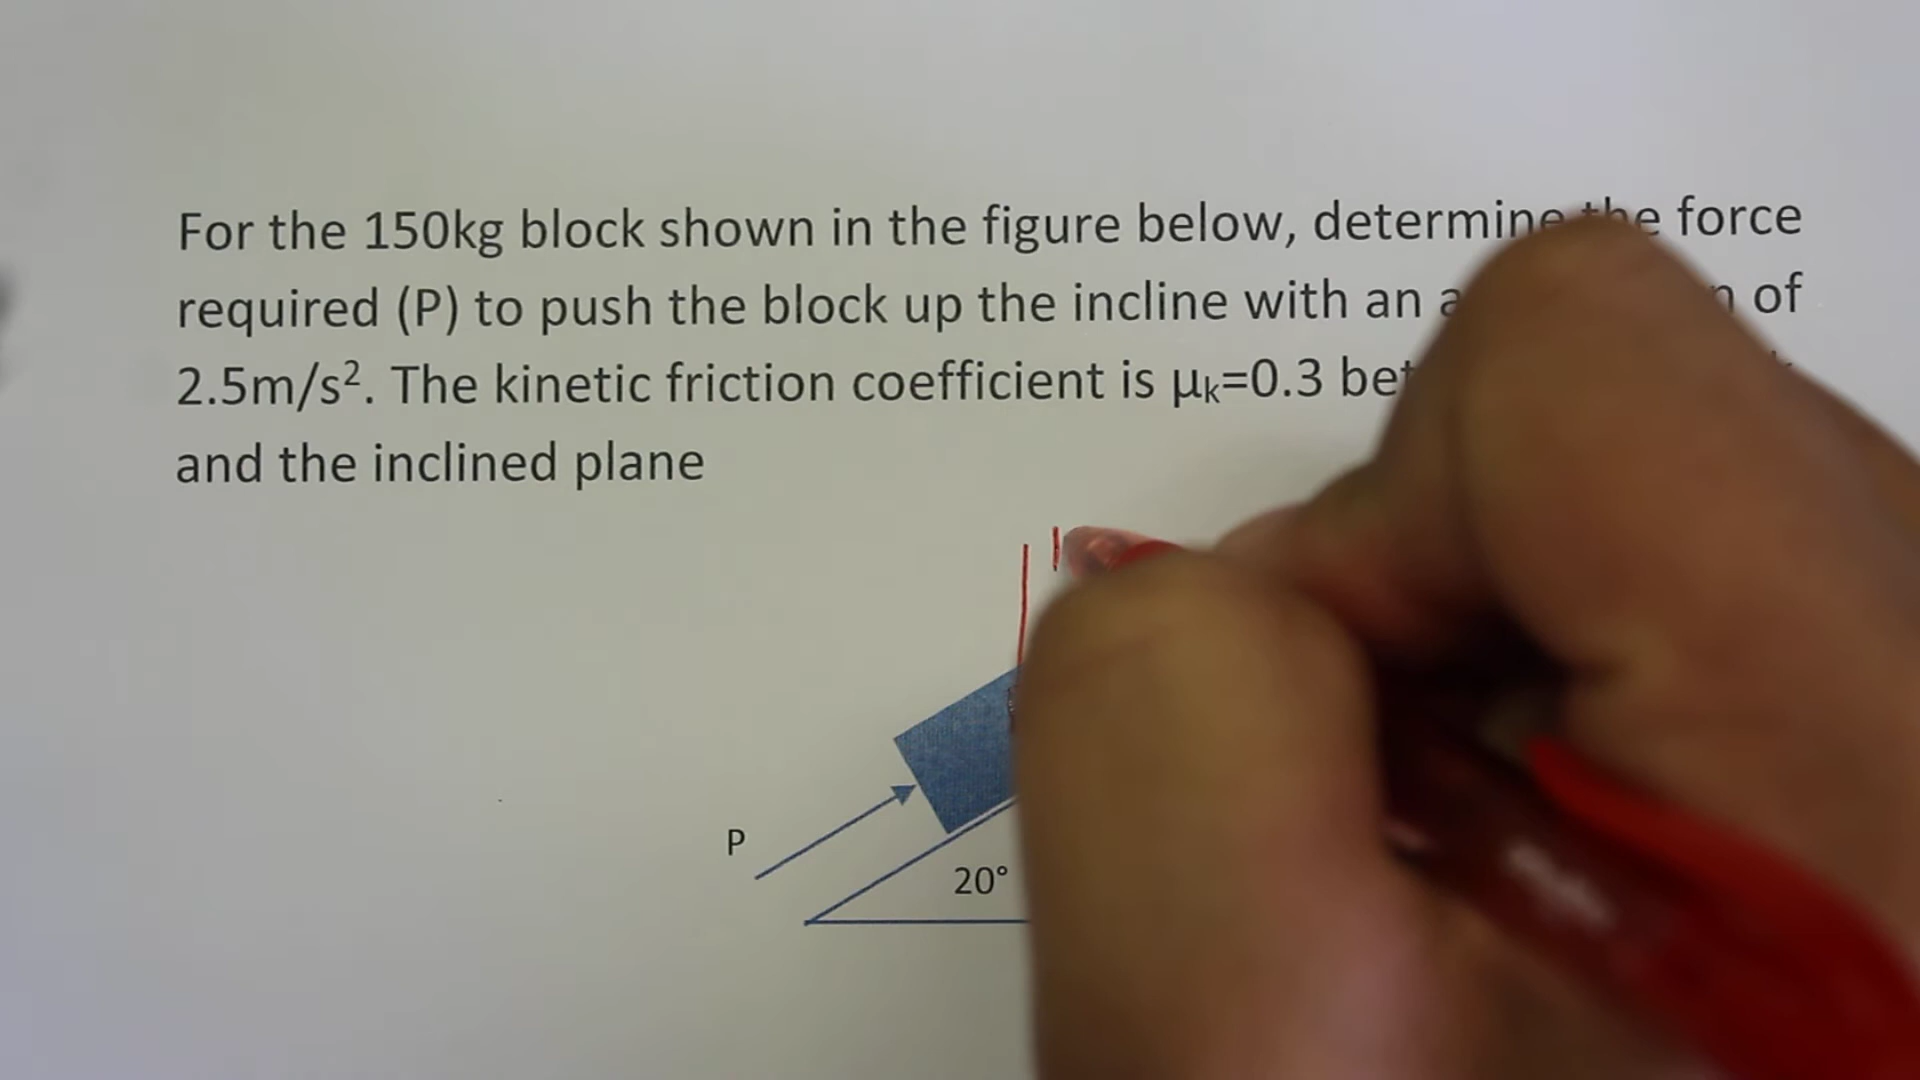 For the 150kg block shown in the figure below, determine the force
required (P) to push the block up the incline with an of
2.5m/s². The kinetic friction coefficient is μₖ=0.3
and the inclined plane
P
20°